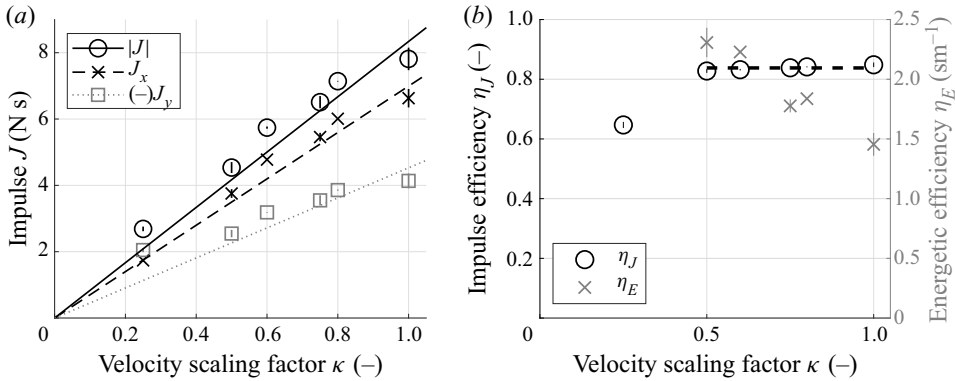 (a)
8
6
4
2
0
0.2
0.4
0.6
0.8
1.0
Impulse J (N s)
Velocity scaling factor κ (–)
|J|
J_x
(–)J_y
(b)
1.0
0.8
0.6
0.4
0.2
0
0.5
1.0
2.5
2.0
1.5
1.0
0.5
0
Impulse efficiency η_J (–)
Energetic efficiency η_E (sm⁻¹)
Velocity scaling factor κ (–)
η_J
η_E